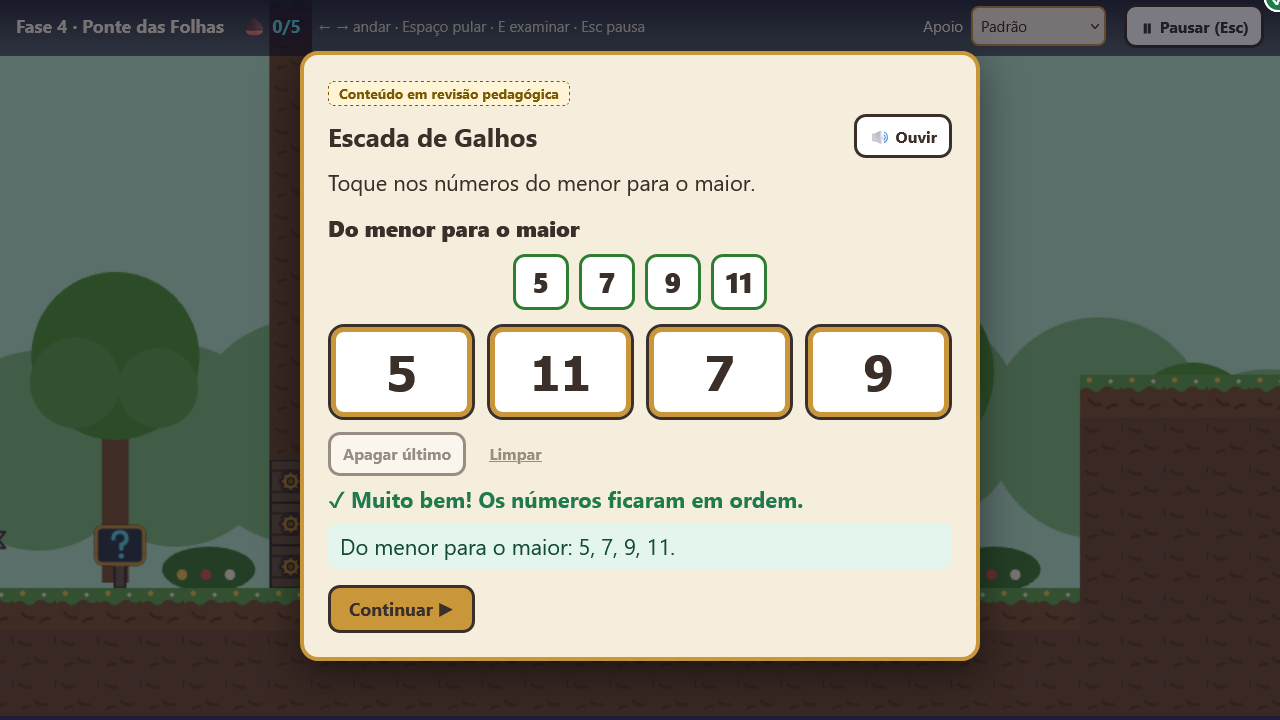 Fase 4 · Ponte das Folhas 0/5 ← → andar · Espaço pular · E examinar · Esc pausa Apoio Padrão Pausar (Esc)
Conteúdo em revisão pedagógica
Escada de Galhos
Ouvir
Toque nos números do menor para o maior.
Do menor para o maior
5 7 9 11
5 11 7 9
Apagar último Limpar
✓ Muito bem! Os números ficaram em ordem.
Do menor para o maior: 5, 7, 9, 11.
?
Continuar ▶